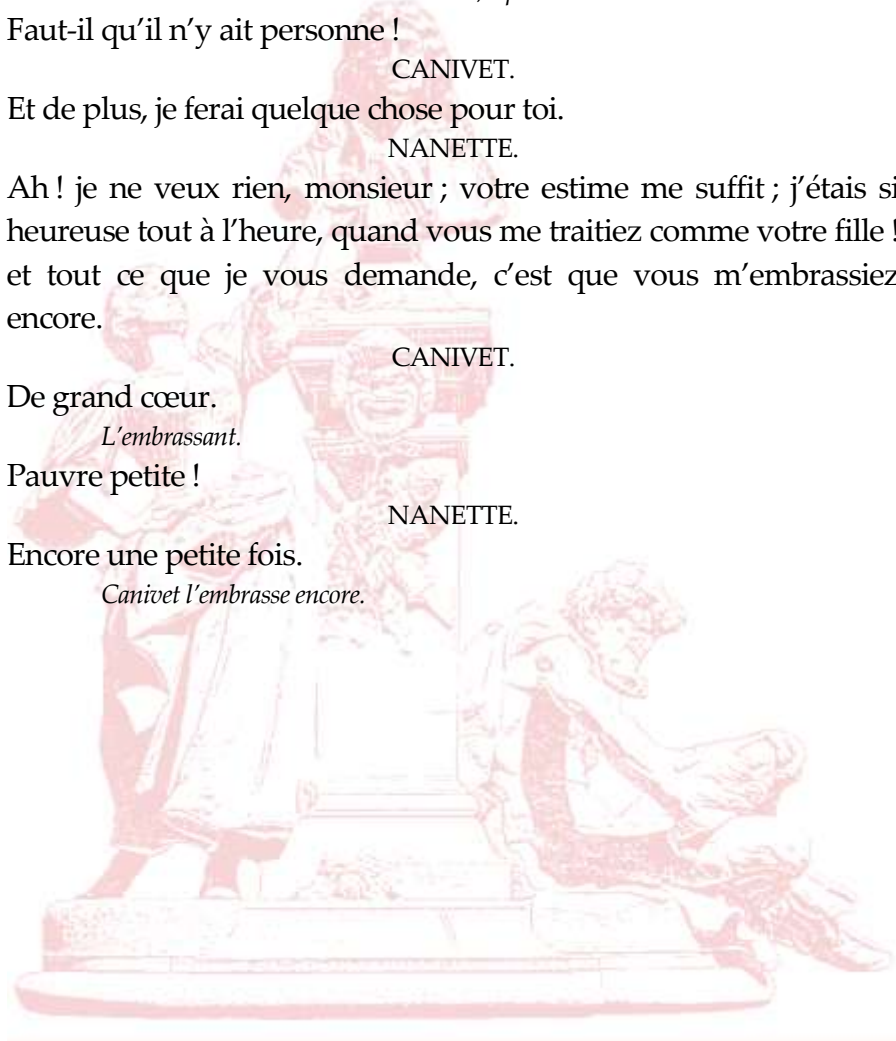 Faut-il qu’il n’y ait personne !
CANIVET.
Et de plus, je ferai quelque chose pour toi.
NANETTE.
Ah ! je ne veux rien, monsieur ; votre estime me suffit ; j’étais si
heureuse tout à l’heure, quand vous me traitiez comme votre fille !
et tout ce que je vous demande, c’est que vous m’embrassiez
encore.
CANIVET.
De grand cœur.
L’embrassant.
Pauvre petite !
NANETTE.
Encore une petite fois.
Canivet l’embrasse encore.